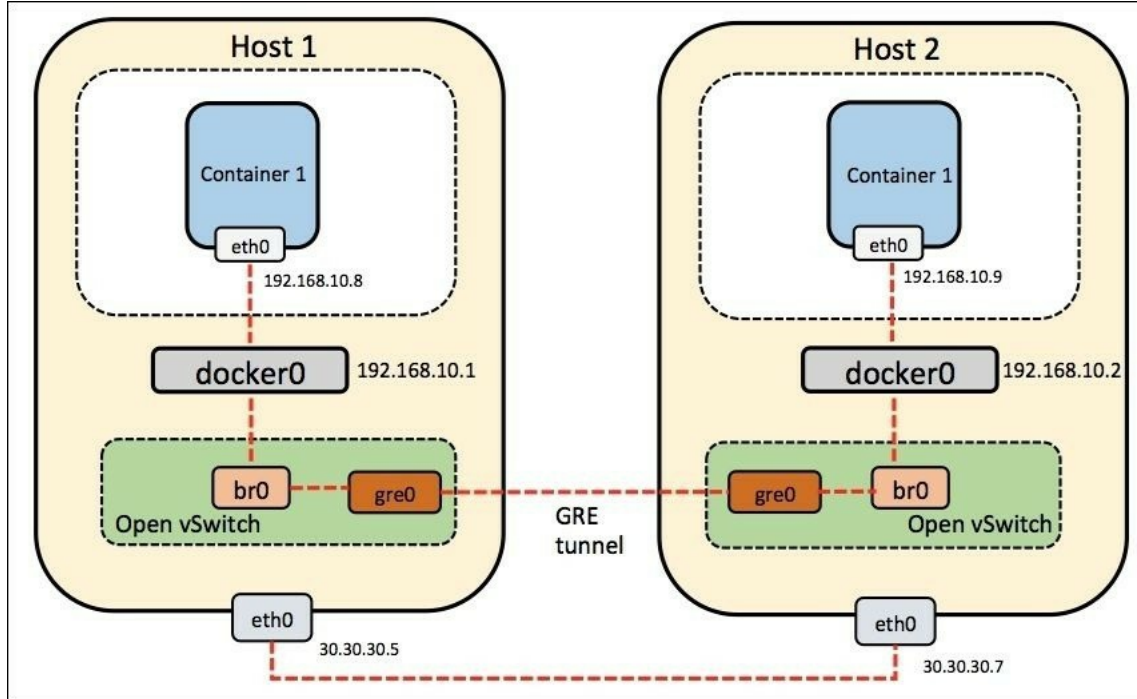 Host 1
Container 1
eth0
192.168.10.8
docker0
192.168.10.1
br0
gre0
Open vSwitch
eth0
30.30.30.5
GRE
tunnel
Host 2
Container 1
eth0
192.168.10.9
docker0
192.168.10.2
gre0
br0
Open vSwitch
eth0
30.30.30.7